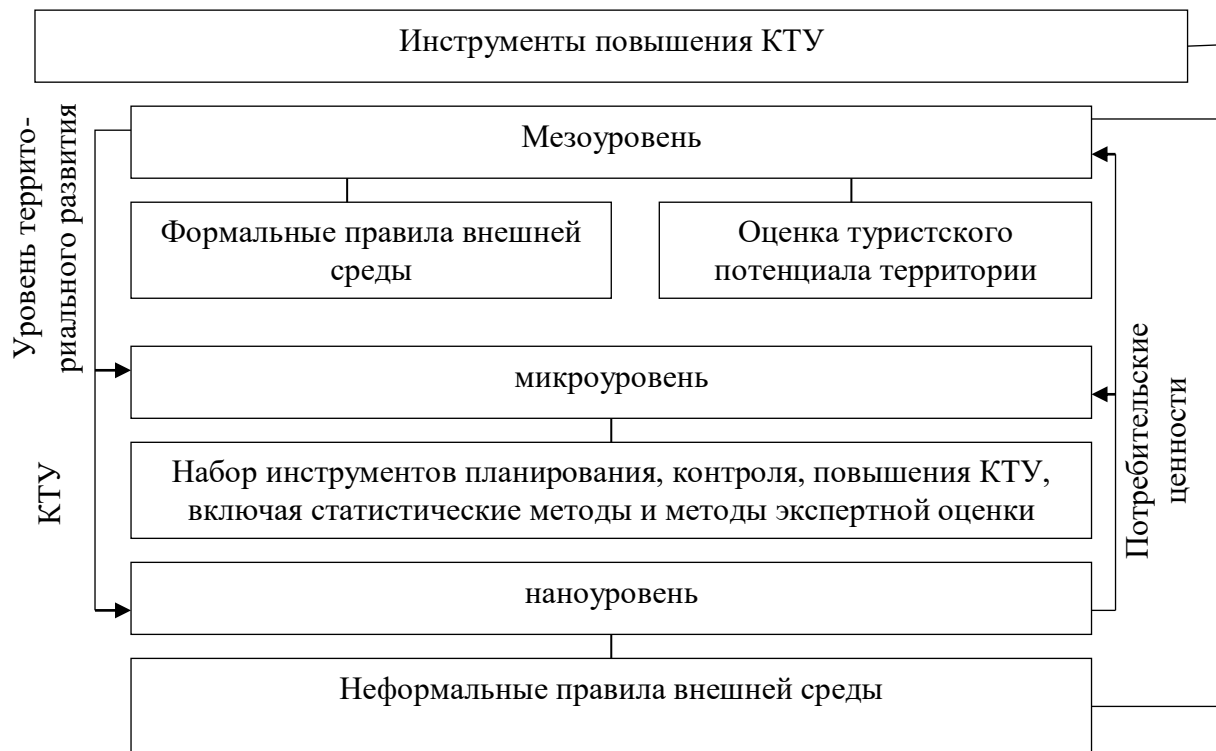 Инструменты повышения КТУ
Мезоуровень
Формальные правила внешней
среды
Оценка туристского
потенциала территории
микроуровень
Набор инструментов планирования, контроля, повышения КТУ,
включая статистические методы и методы экспертной оценки
наноуровень
Неформальные правила внешней среды
Уровень террито-
риального развития
КТУ
Потребительские
ценности